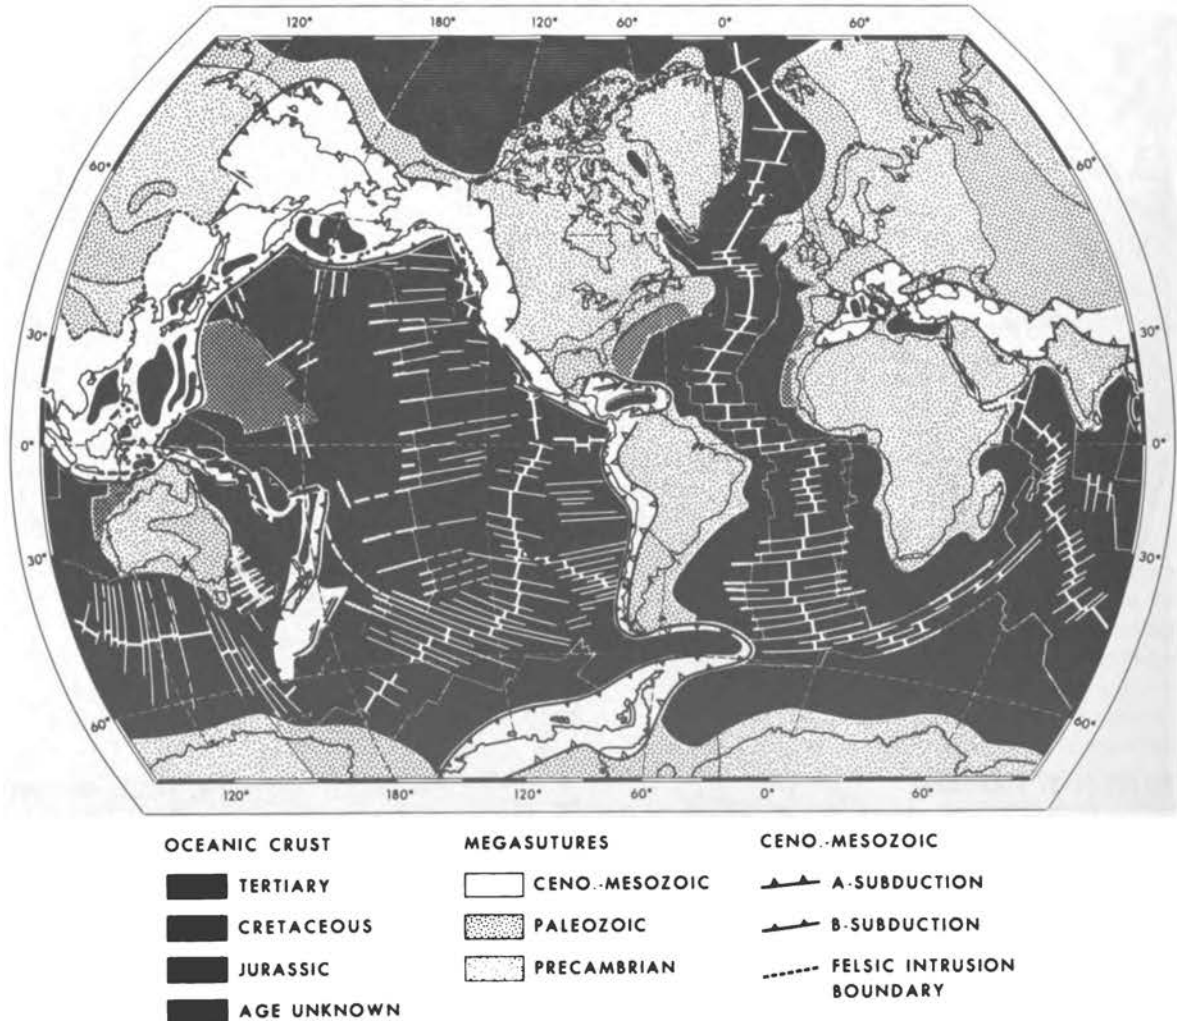 120° 180° 120° 60° 0° 60°
60° 60°
30° 30°
0° 0°
30° 30°
60° 60°
120° 180° 120° 60° 0° 60°
OCEANIC CRUST
TERTIARY
CRETACEOUS
JURASSIC
AGE UNKNOWN
MEGASUTURES
CENO.-MESOZOIC
PALEOZOIC
PRECAMBRIAN
CENO.-MESOZOIC
A-SUBDUCTION
B-SUBDUCTION
FELSIC INTRUSION
BOUNDARY